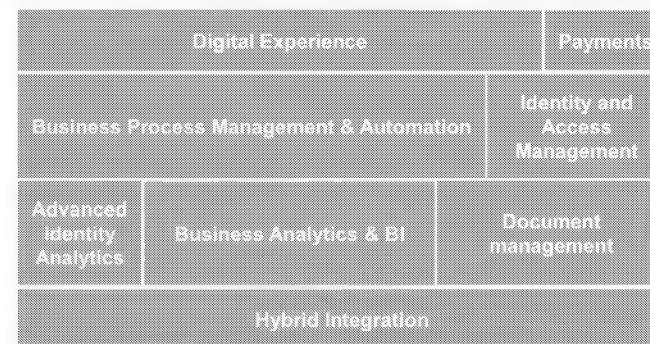 Digital Experience
Payments
Business Process Management & Automation
Identity and
Access
Management
Advanced
Identity
Analytics
Business Analytics & BI
Document
management
Hybrid Integration